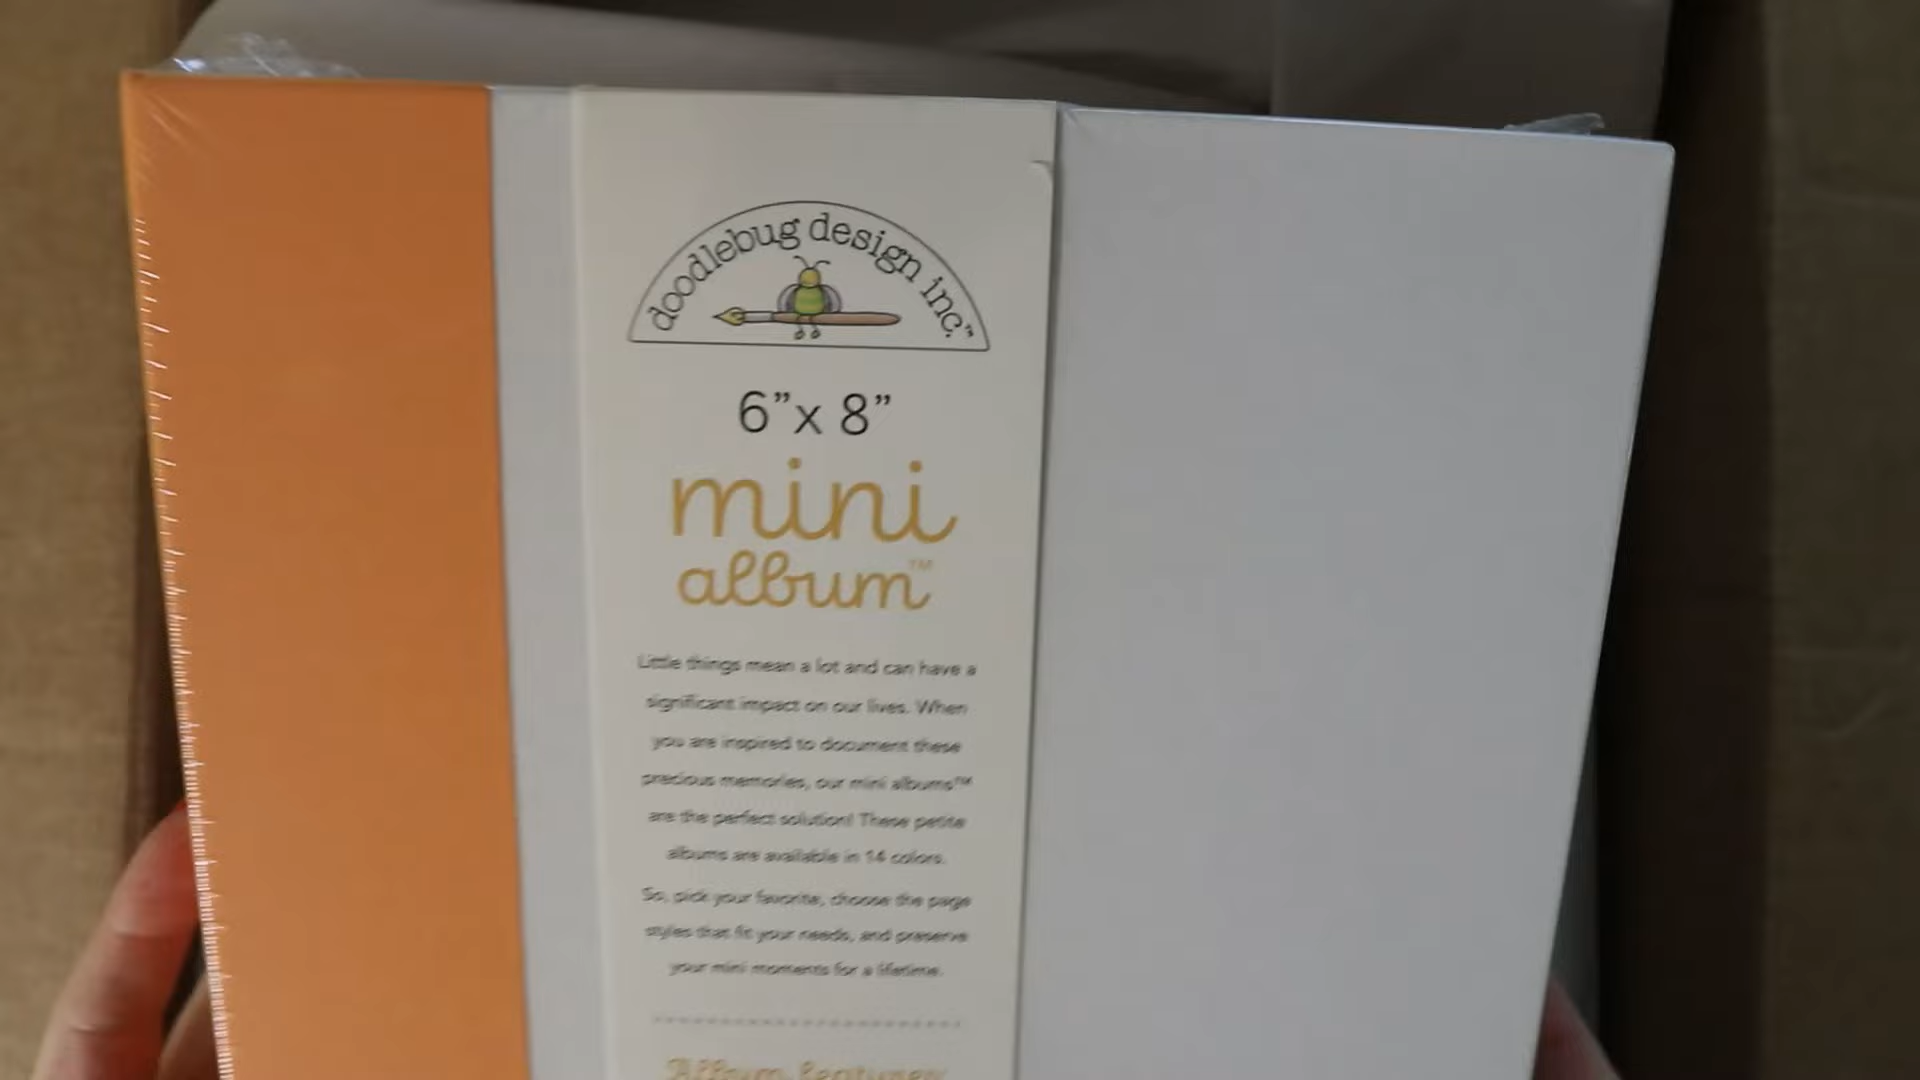 doodlebug design inc.™
6”x 8”
mini
album™
Little things mean a lot and can have a
significant impact on our lives. When
you are inspired to document these
precious memories, our mini albums™
are the perfect solution! These petite
albums are available in 14 colors.
So, pick your favorite, choose the page
styles that fit your needs, and preserve
your mini moments for a lifetime.
Album features